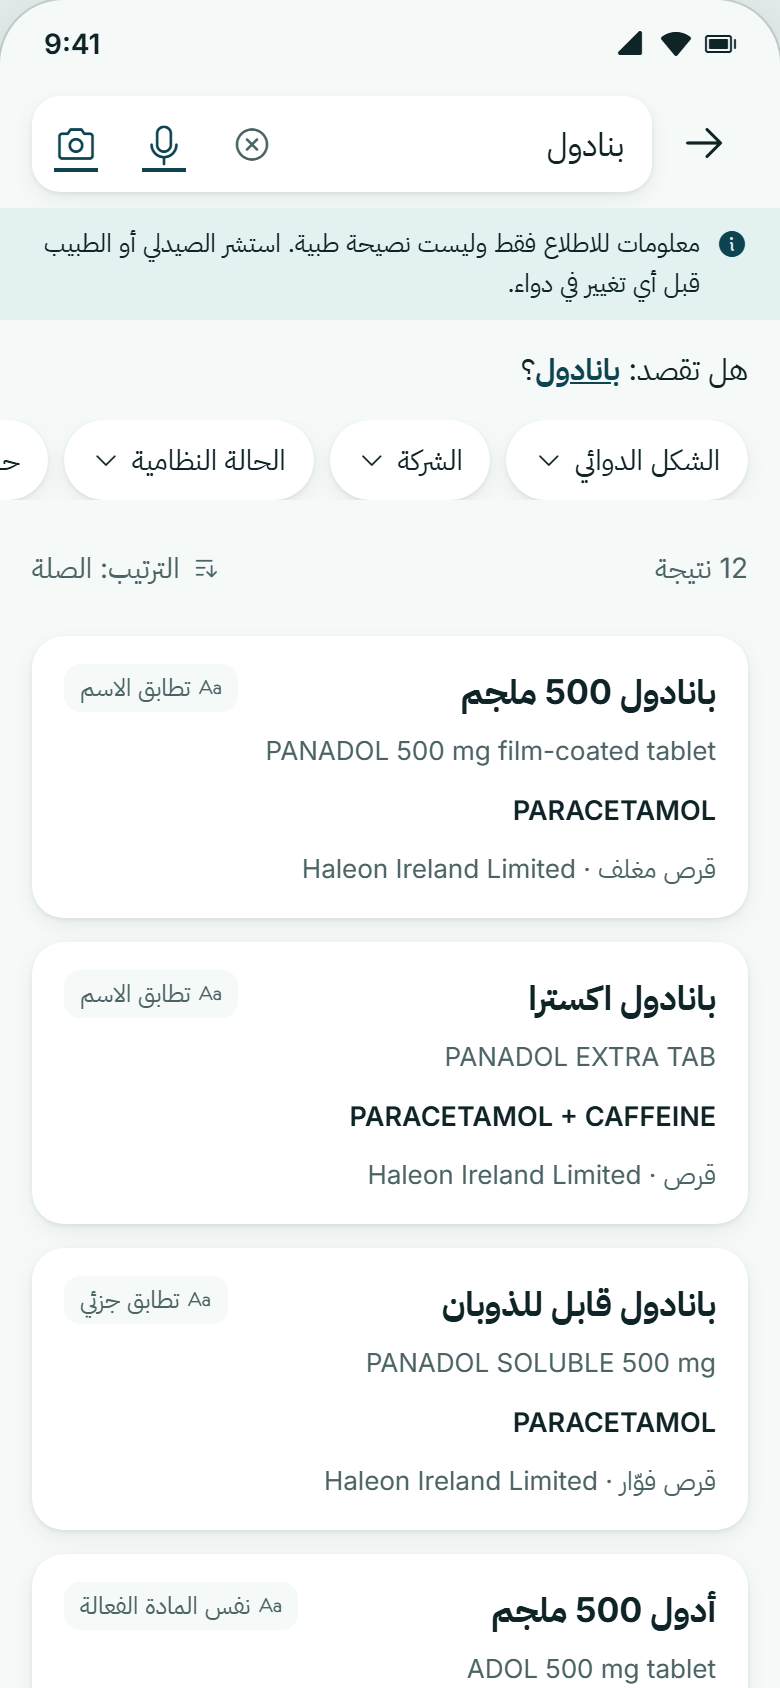 9:41
بنادول
معلومات للاطلاع فقط وليست نصيحة طبية. استشر الصيدلي أو الطبيب
قبل أي تغيير في دواء.
هل تقصد: بانادول؟
الشكل الدوائي
الشركة
الحالة النظامية
12 نتيجة
الترتيب: الصلة
بانادول 500 ملجم
Aa تطابق الاسم
PANADOL 500 mg film-coated tablet
PARACETAMOL
قرص مغلف · Haleon Ireland Limited
بانادول اكسترا
Aa تطابق الاسم
PANADOL EXTRA TAB
PARACETAMOL + CAFFEINE
قرص · Haleon Ireland Limited
بانادول قابل للذوبان
Aa تطابق جزئي
PANADOL SOLUBLE 500 mg
PARACETAMOL
قرص فوّار · Haleon Ireland Limited
أدول 500 ملجم
Aa نفس المادة الفعالة
ADOL 500 mg tablet